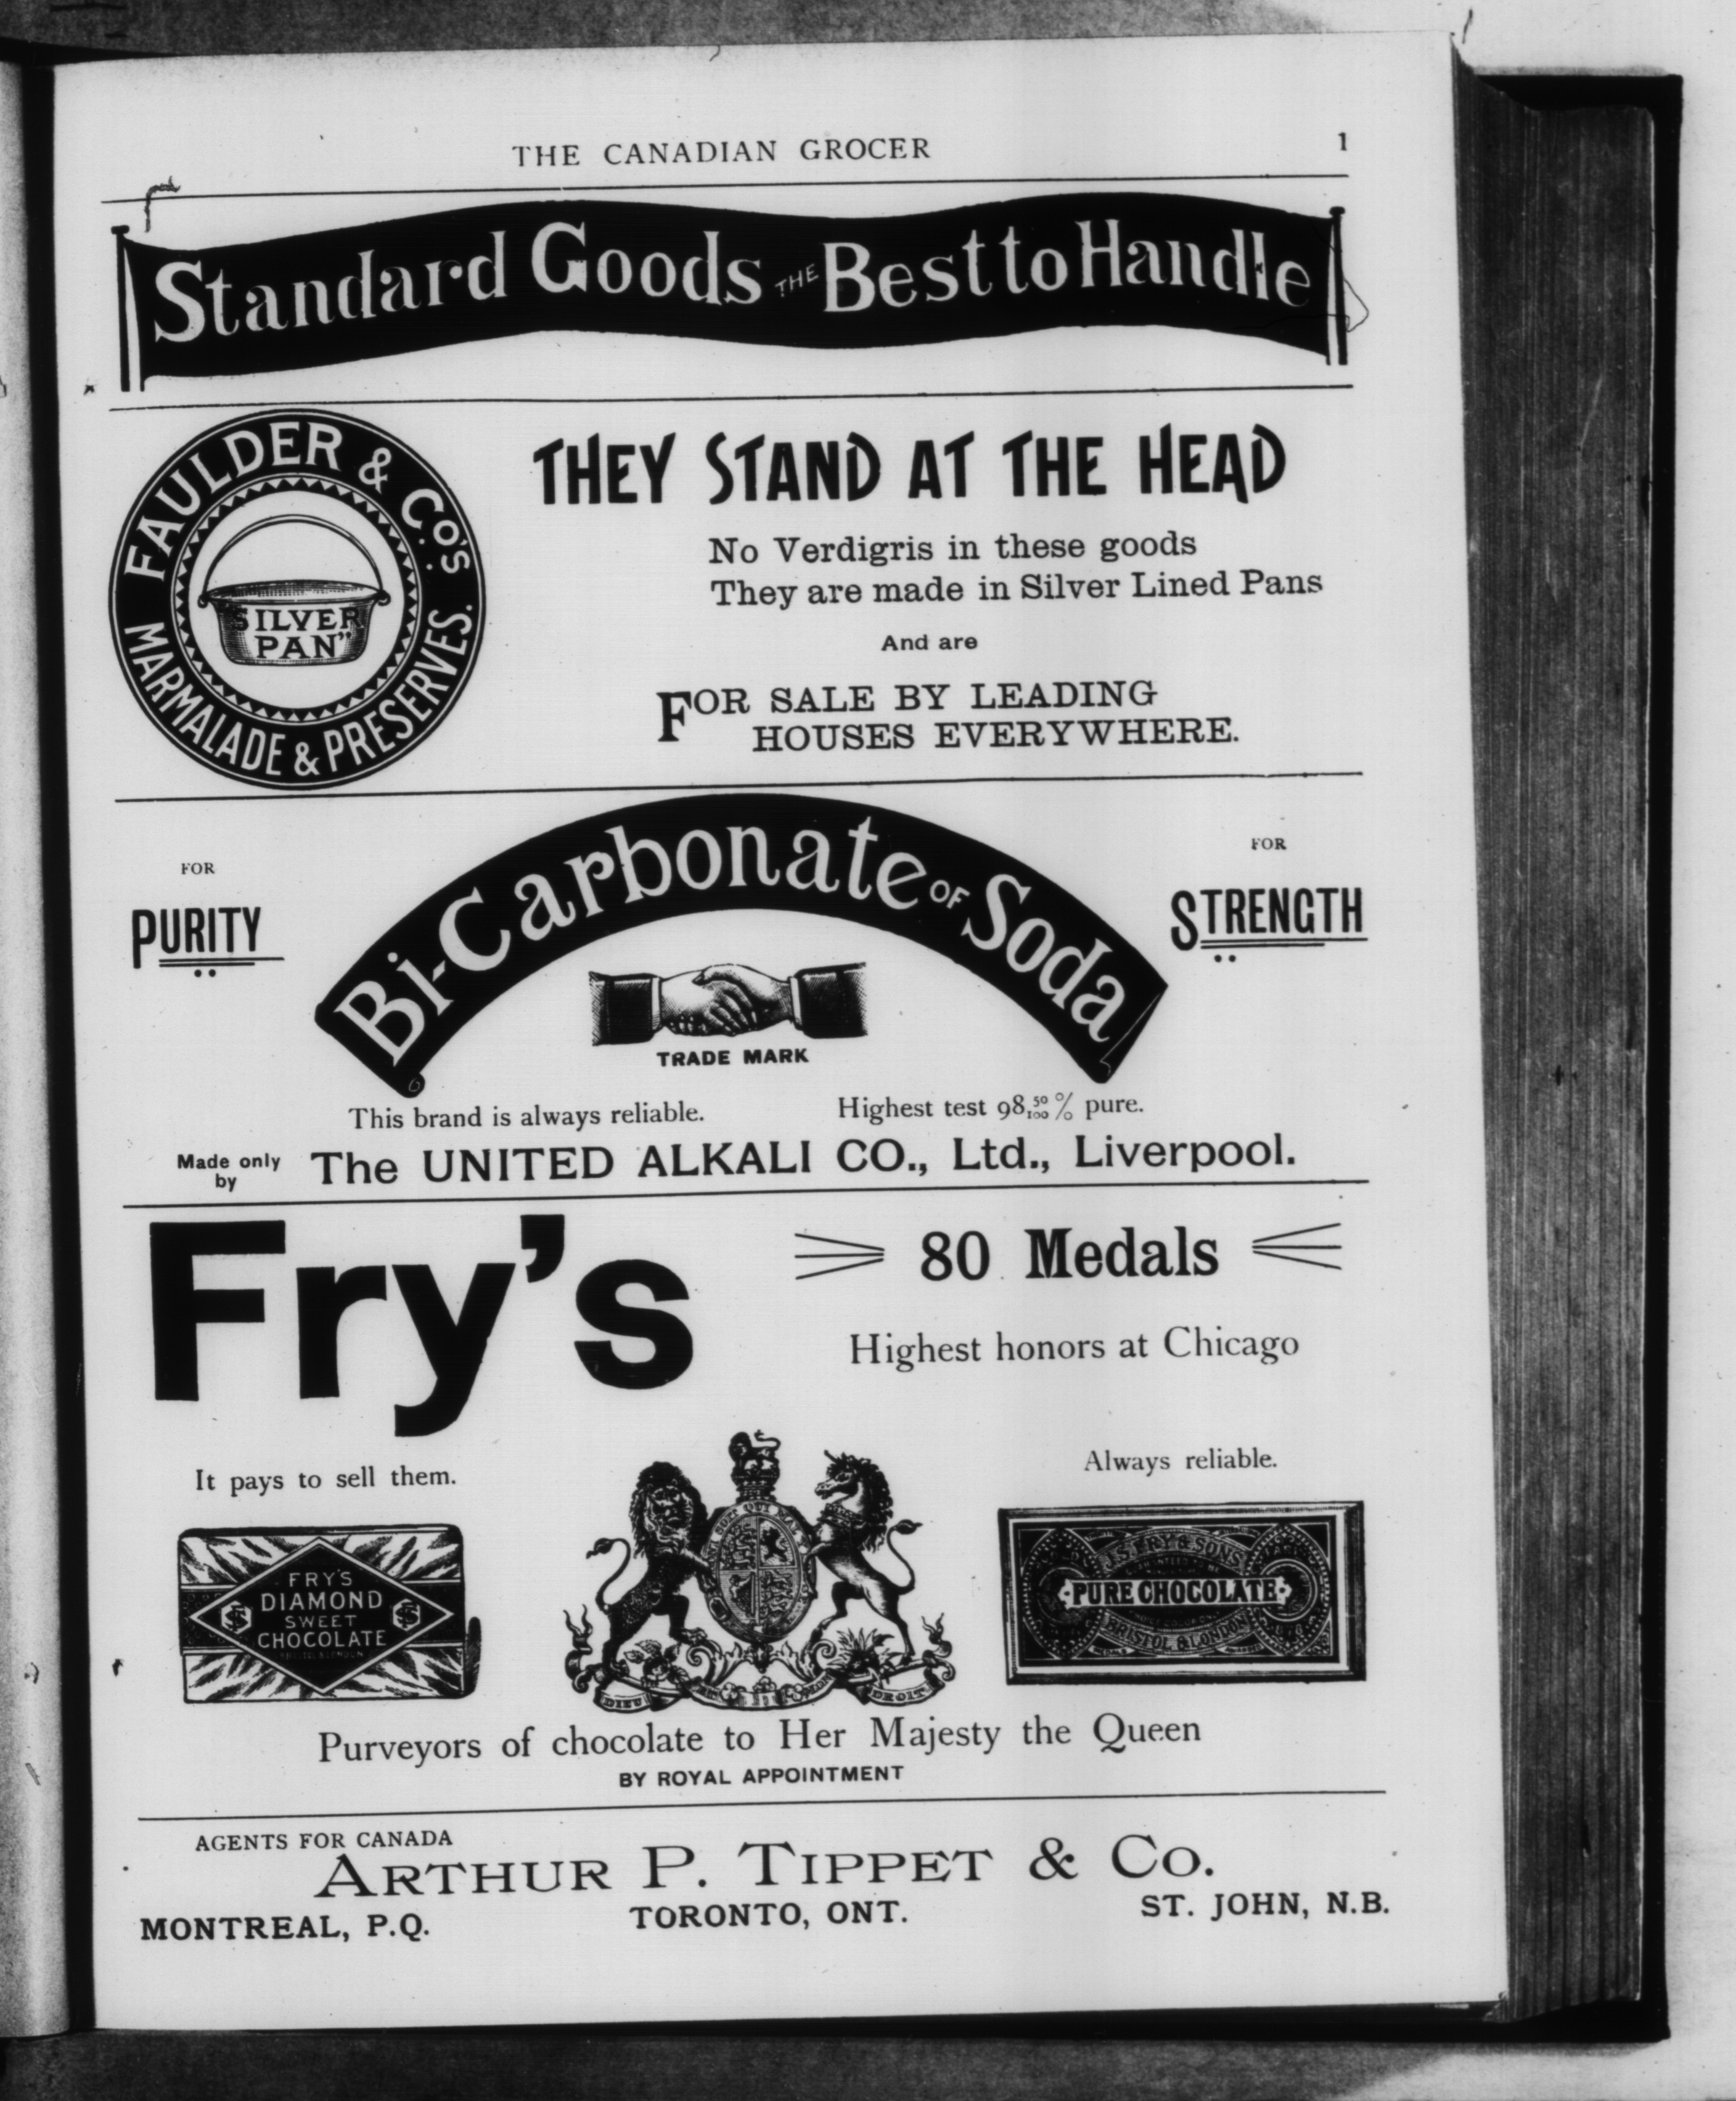 THE CANADIAN GROCER 1
Standard Goods THE Best to Handle
FAULDER & Co's.
"SILVER
PAN"
MARMALADE & PRESERVES.
THEY STAND AT THE HEAD
No Verdigris in these goods
They are made in Silver Lined Pans
And are
FOR SALE BY LEADING
HOUSES EVERYWHERE.
FOR
PURITY
Bi-Carbonate OF Soda
FOR
STRENGTH
TRADE MARK
This brand is always reliable. Highest test 98 50/100 % pure.
Made only
by
The UNITED ALKALI CO., Ltd., Liverpool.
Fry's
80 Medals
Highest honors at Chicago
It pays to sell them.
Always reliable.
FRY'S
DIAMOND
SWEET
CHOCOLATE
BRISTOL & LONDON
DIEU ET MON DROIT
J.S. FRY & SONS
PURE CHOCOLATE
BRISTOL & LONDON
Purveyors of chocolate to Her Majesty the Queen
BY ROYAL APPOINTMENT
AGENTS FOR CANADA
ARTHUR P. TIPPET & CO.
MONTREAL, P.Q. TORONTO, ONT. ST. JOHN, N.B.